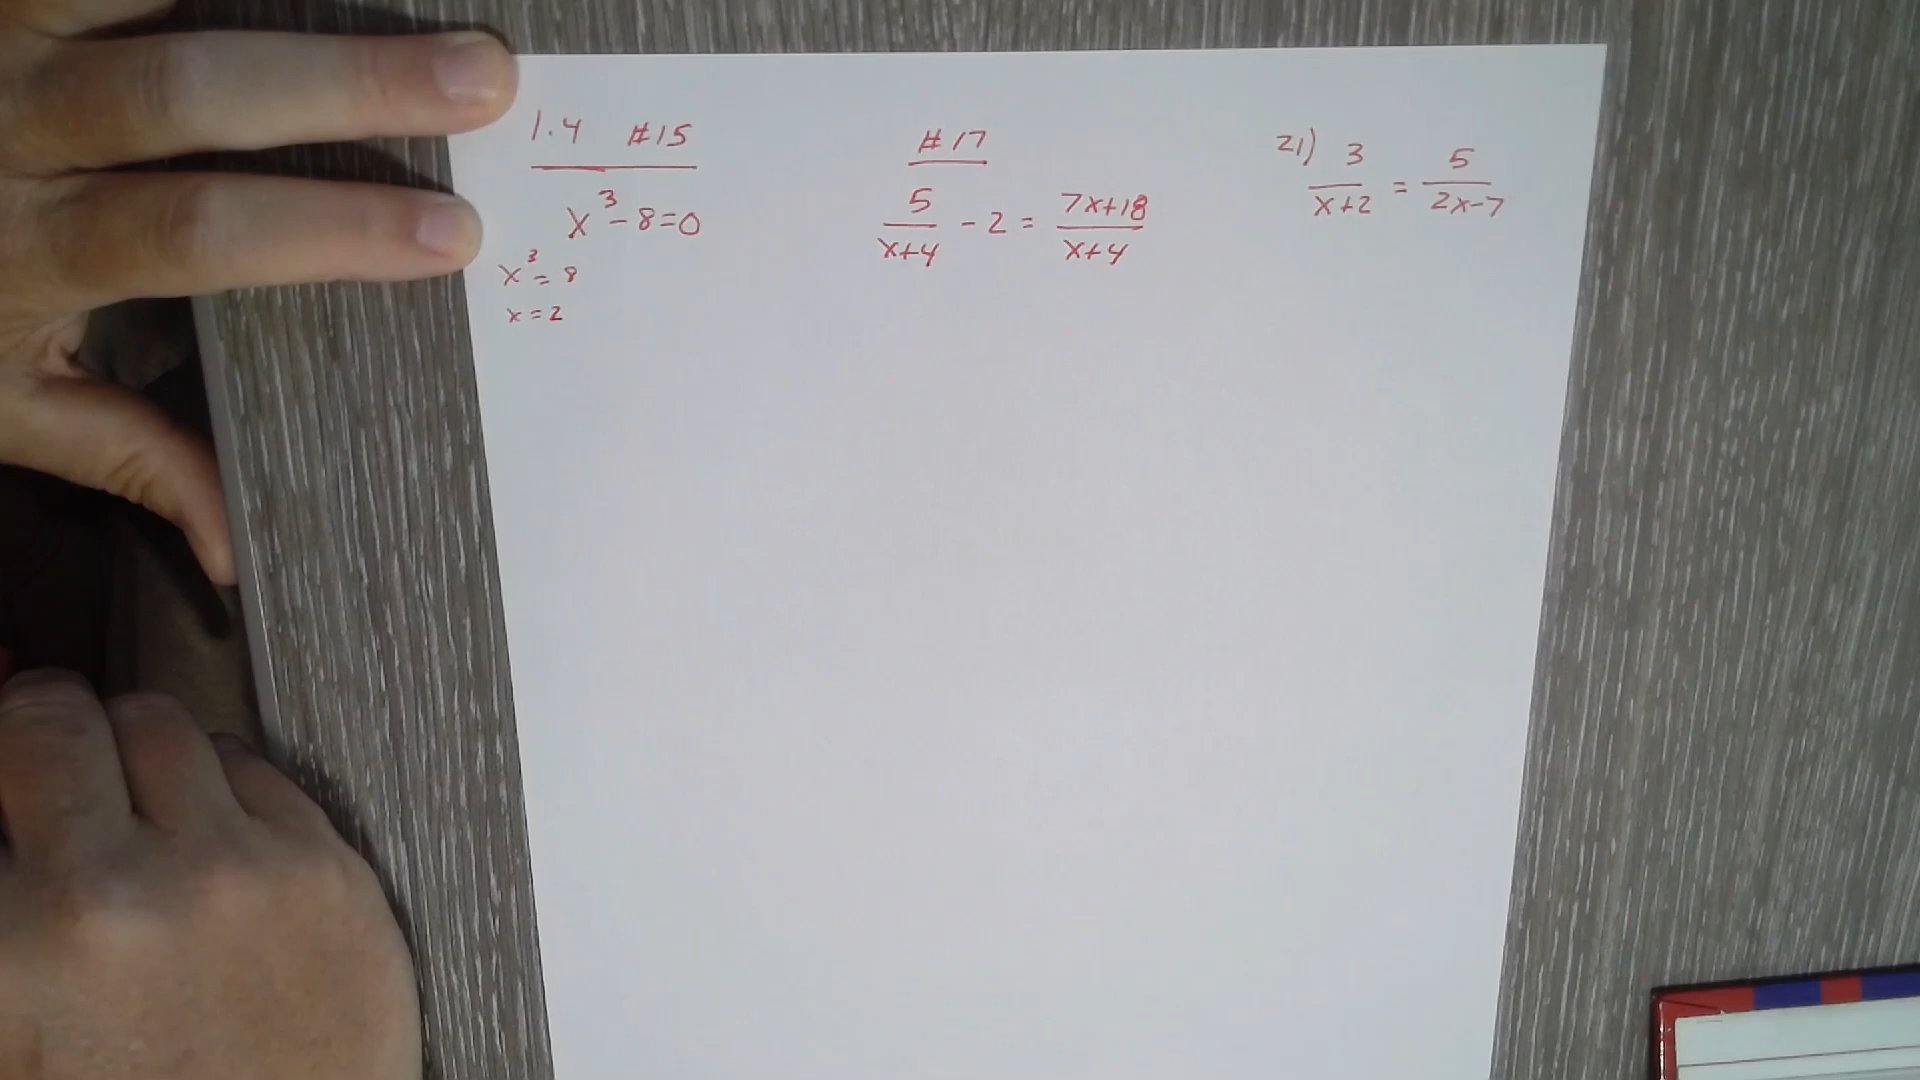 1.4 #15
x³-8=0
x³=8
x=2
#17
5/(x+4) - 2 = (7x+18)/(x+4)
21) 3/(x+2) = 5/(2x-7)